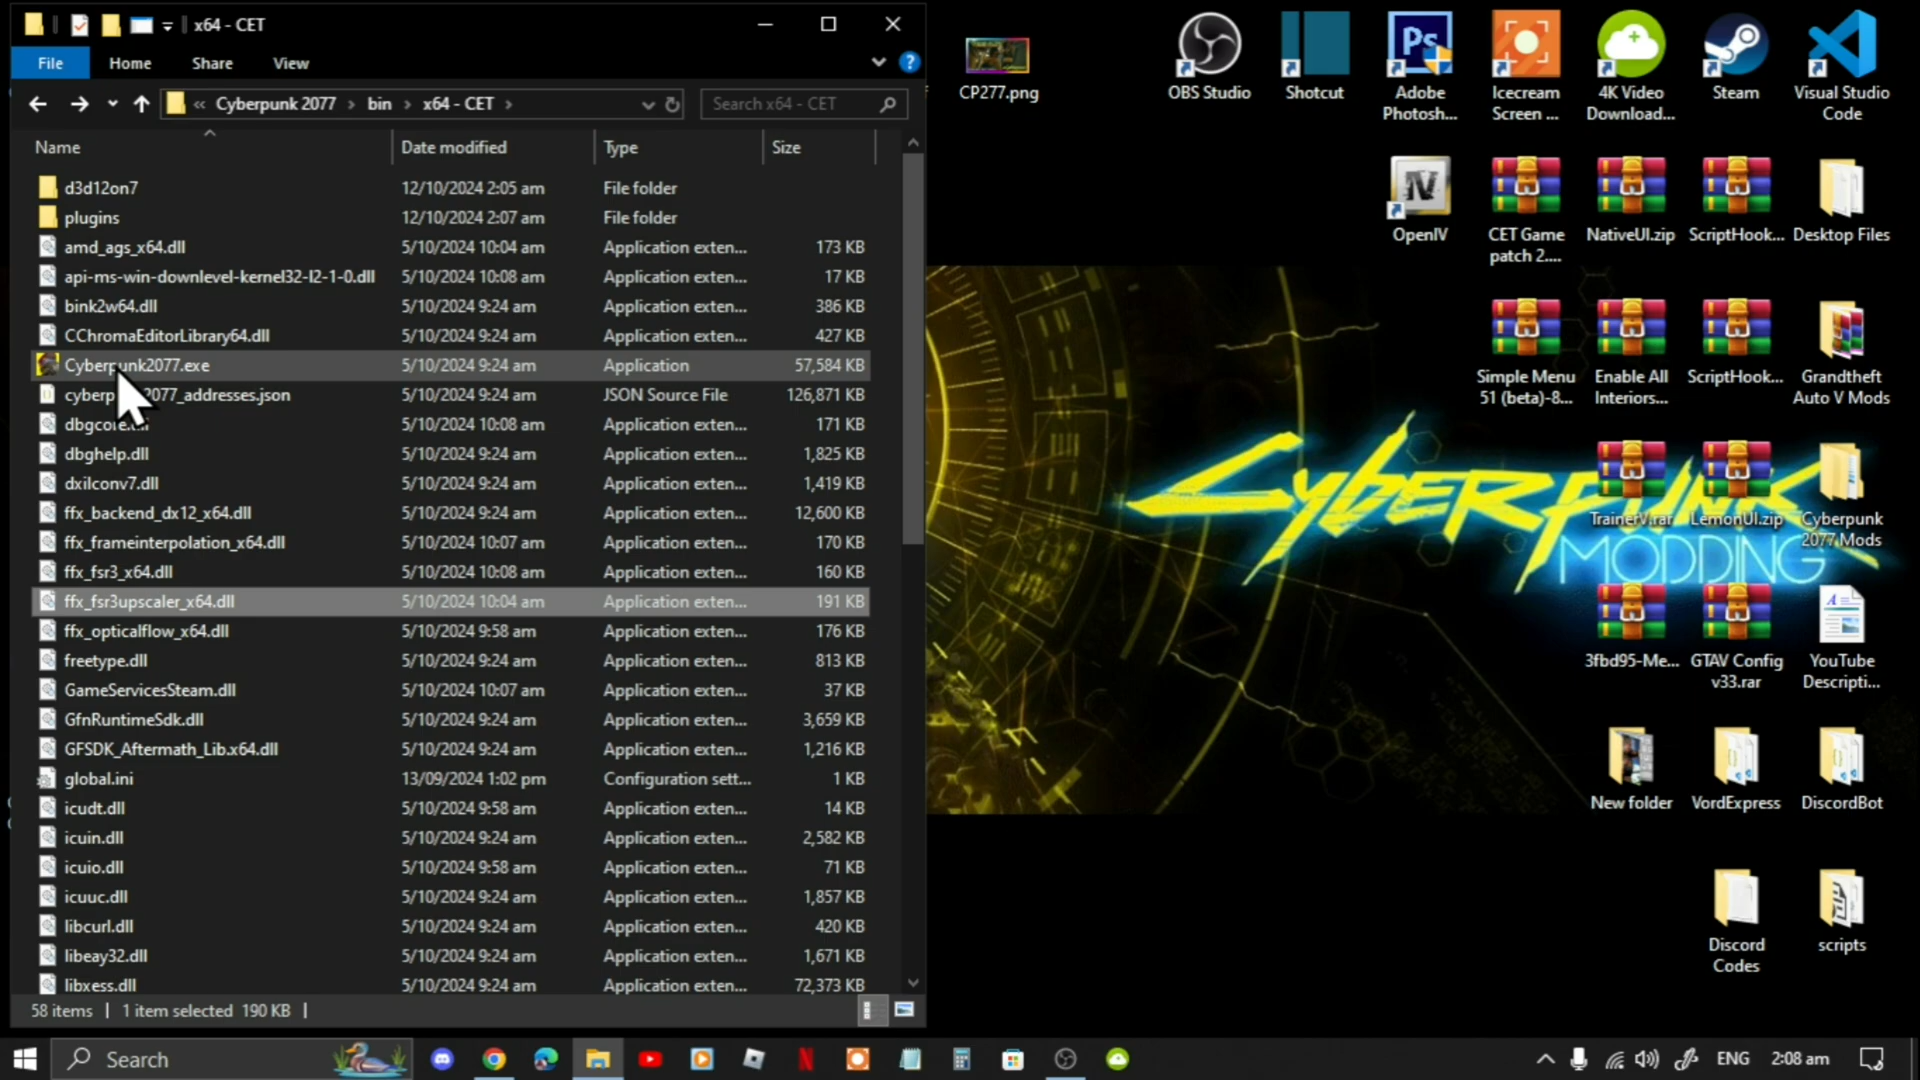 x64 - CET
File Home Share View
« Cyberpunk 2077 › bin › x64 - CET ›
Search x64 - CET
Name Date modified Type Size
d3d12on7 12/10/2024 2:05 am File folder
plugins 12/10/2024 2:07 am File folder
amd_ags_x64.dll 5/10/2024 10:04 am Application exten... 173 KB
api-ms-win-downlevel-kernel32-l2-1-0.dll 5/10/2024 10:08 am Application exten... 17 KB
bink2w64.dll 5/10/2024 9:24 am Application exten... 386 KB
CChromaEditorLibrary64.dll 5/10/2024 9:24 am Application exten... 427 KB
Cyberpunk2077.exe 5/10/2024 9:24 am Application 57,584 KB
cyberp 2077_addresses.json 5/10/2024 9:24 am JSON Source File 126,871 KB
dbgcore.dll 5/10/2024 10:08 am Application exten... 171 KB
dbghelp.dll 5/10/2024 9:24 am Application exten... 1,825 KB
dxilconv7.dll 5/10/2024 9:24 am Application exten... 1,419 KB
ffx_backend_dx12_x64.dll 5/10/2024 9:24 am Application exten... 12,600 KB
ffx_frameinterpolation_x64.dll 5/10/2024 10:07 am Application exten... 170 KB
ffx_fsr3_x64.dll 5/10/2024 10:08 am Application exten... 160 KB
ffx_fsr3upscaler_x64.dll 5/10/2024 10:04 am Application exten... 191 KB
ffx_opticalflow_x64.dll 5/10/2024 9:58 am Application exten... 176 KB
freetype.dll 5/10/2024 9:24 am Application exten... 813 KB
GameServicesSteam.dll 5/10/2024 10:07 am Application exten... 37 KB
GfnRuntimeSdk.dll 5/10/2024 9:24 am Application exten... 3,659 KB
GFSDK_Aftermath_Lib.x64.dll 5/10/2024 9:24 am Application exten... 1,216 KB
global.ini 13/09/2024 1:02 pm Configuration sett... 1 KB
icudt.dll 5/10/2024 9:58 am Application exten... 14 KB
icuin.dll 5/10/2024 9:24 am Application exten... 2,582 KB
icuio.dll 5/10/2024 9:58 am Application exten... 71 KB
icuuc.dll 5/10/2024 9:24 am Application exten... 1,857 KB
libcurl.dll 5/10/2024 9:24 am Application exten... 420 KB
libeay32.dll 5/10/2024 9:24 am Application exten... 1,671 KB
libxess.dll 5/10/2024 9:24 am Application exten... 72,373 KB
58 items 1 item selected 190 KB
CP277.png
OBS Studio
Shotcut
Ps
Adobe
Photosh...
Icecream
Screen ...
4K Video
Download...
Steam
Visual Studio
Code
IV
OpenIV
CET Game
patch 2....
NativeUI.zip
ScriptHook...
Desktop Files
Simple Menu
51 (beta)-8...
Enable All
Interiors...
ScriptHook...
Grandtheft
Auto V Mods
CYBERPUNK
MODDING
TrainerV.rar
LemonUI.zip
Cyberpunk
2077 Mods
3fbd95-Me...
GTAV Config
v33.rar
YouTube
Descripti...
New folder
VordExpress
DiscordBot
Discord
Codes
scripts
Search
ENG 2:08 am